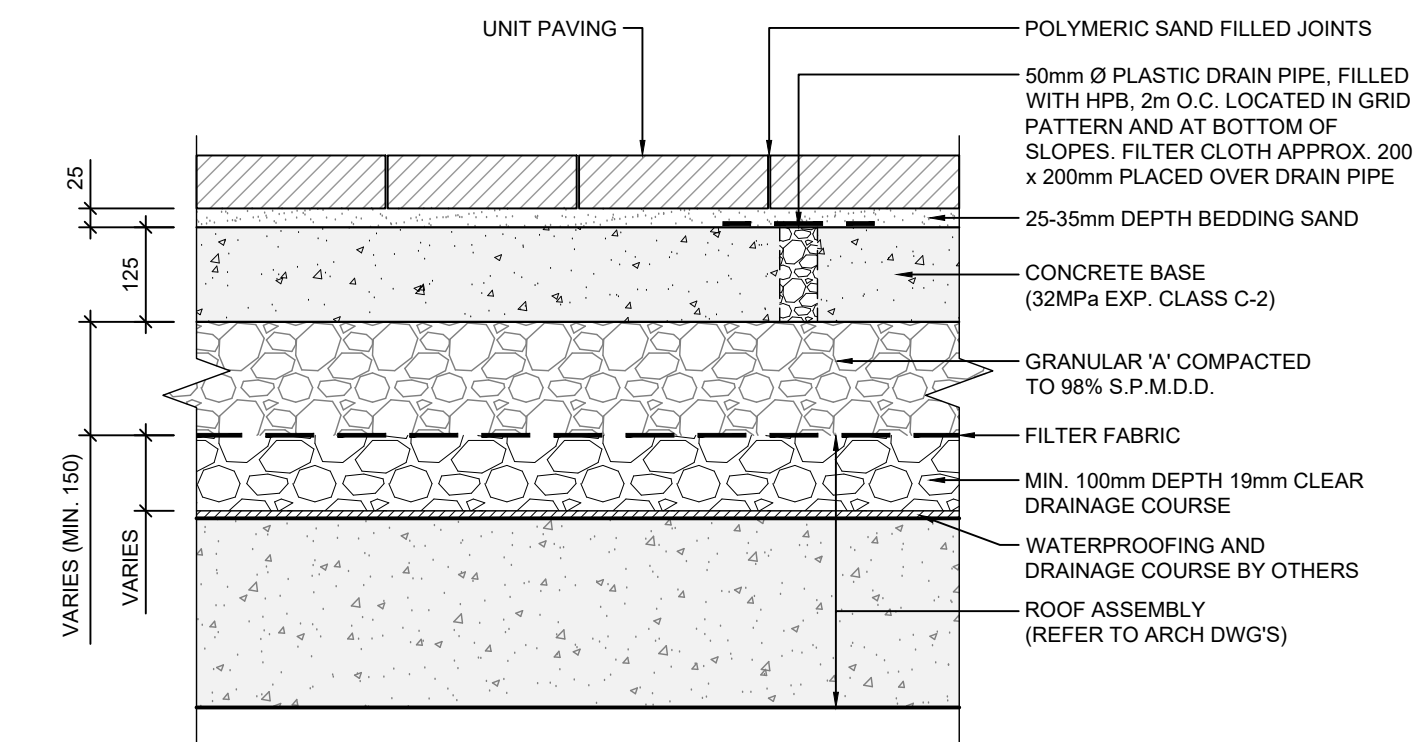 UNIT PAVING
POLYMERIC SAND FILLED JOINTS
50mm Ø PLASTIC DRAIN PIPE, FILLED
WITH HPB, 2m O.C. LOCATED IN GRID
PATTERN AND AT BOTTOM OF
SLOPES. FILTER CLOTH APPROX. 200
x 200mm PLACED OVER DRAIN PIPE
25
25-35mm DEPTH BEDDING SAND
125
CONCRETE BASE
(32MPa EXP. CLASS C-2)
GRANULAR 'A' COMPACTED
TO 98% S.P.M.D.D.
FILTER FABRIC
MIN. 100mm DEPTH 19mm CLEAR
DRAINAGE COURSE
VARIES (MIN. 150)
VARIES
WATERPROOFING AND
DRAINAGE COURSE BY OTHERS
ROOF ASSEMBLY
(REFER TO ARCH DWG'S)